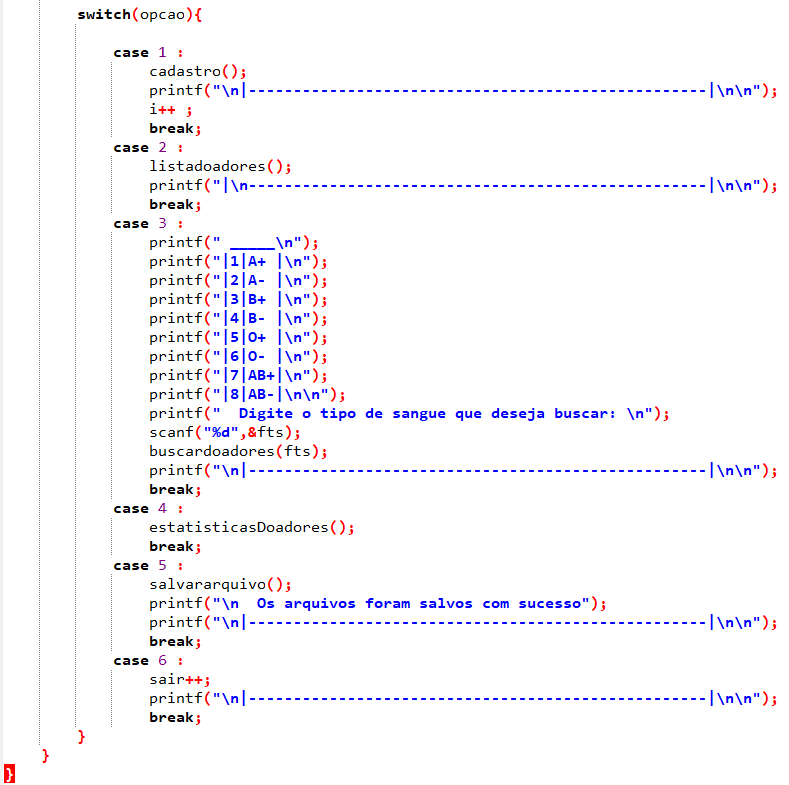 switch(opcao){
case 1 :
cadastro();
printf("\n|---------------------------------------------------|\n\n");
i++ ;
break;
case 2 :
listadoadores();
printf("|\n---------------------------------------------------|\n\n");
break;
case 3 :
printf(" _____\n");
printf("|1|A+ |\n");
printf("|2|A- |\n");
printf("|3|B+ |\n");
printf("|4|B- |\n");
printf("|5|O+ |\n");
printf("|6|O- |\n");
printf("|7|AB+|\n");
printf("|8|AB-|\n\n");
printf("  Digite o tipo de sangue que deseja buscar: \n");
scanf("%d",&fts);
buscardoadores(fts);
printf("\n|---------------------------------------------------|\n\n");
break;
case 4 :
estatisticasDoadores();
break;
case 5 :
salvararquivo();
printf("\n  Os arquivos foram salvos com sucesso");
printf("\n|---------------------------------------------------|\n\n");
break;
case 6 :
sair++;
printf("\n|---------------------------------------------------|\n\n");
break;
}
}
}